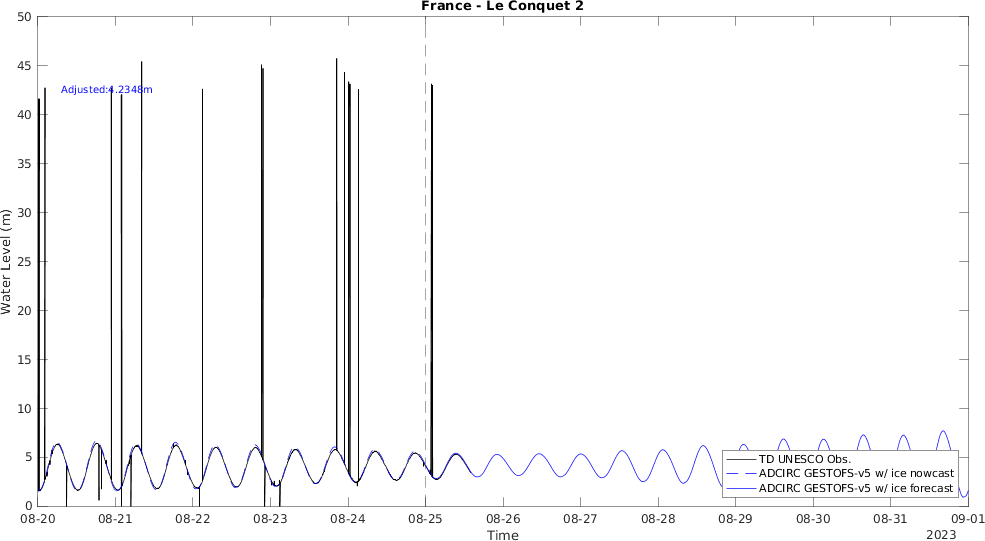 France - Le Conquet 2
Water Level (m)
50
45
40
35
30
25
20
15
10
5
0
Adjusted:4.2348m
TD UNESCO Obs.
ADCIRC GESTOFS-v5 w/ ice nowcast
ADCIRC GESTOFS-v5 w/ ice forecast
08-20 08-21 08-22 08-23 08-24 08-25 08-26 08-27 08-28 08-29 08-30 08-31 09-01
Time
2023